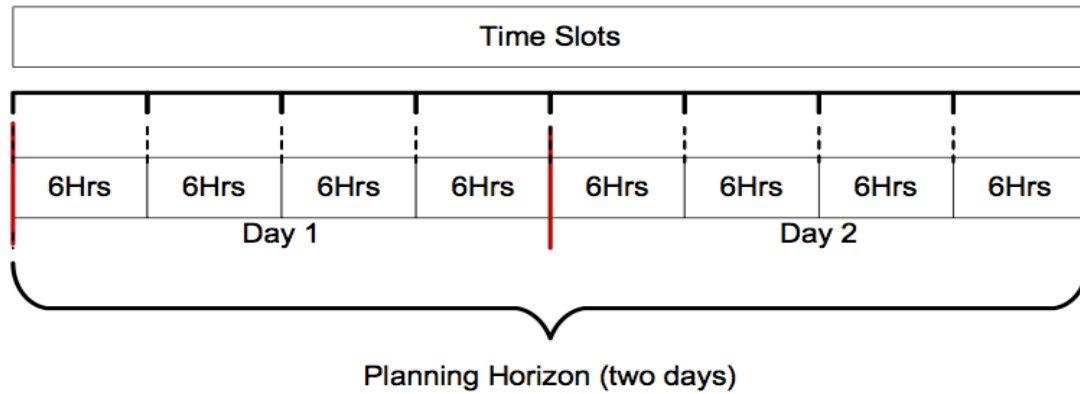 Time Slots
6Hrs 6Hrs 6Hrs 6Hrs 6Hrs 6Hrs 6Hrs 6Hrs
Day 1 Day 2
Planning Horizon (two days)